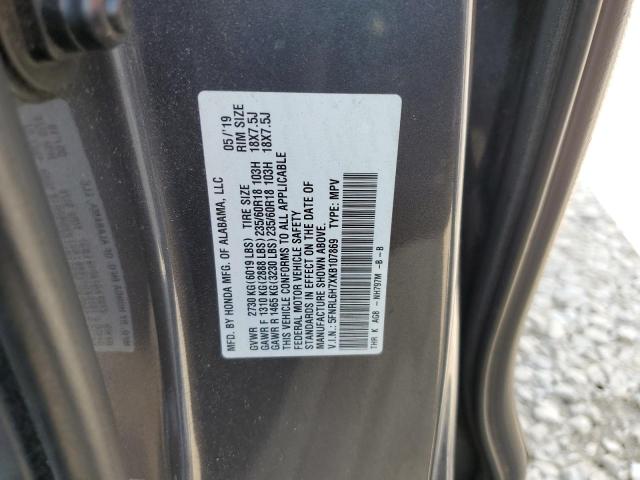 MFD. BY HONDA MFG. OF ALABAMA, LLC 05/'19
GVWR 2730 KG(6019 LBS) TIRE SIZE RIM SIZE
GAWR F 1310 KG(2888 LBS) 235/60R18 103H 18X7.5J
GAWR R 1465 KG(3230 LBS) 235/60R18 103H 18X7.5J
THIS VEHICLE CONFORMS TO ALL APPLICABLE
FEDERAL MOTOR VEHICLE SAFETY
STANDARDS IN EFFECT ON THE DATE OF
MANUFACTURE SHOWN ABOVE.
V.I.N.: 5FNRL6H7XKB107869 TYPE: MPV
THR K AG8 - NH797M -B -B